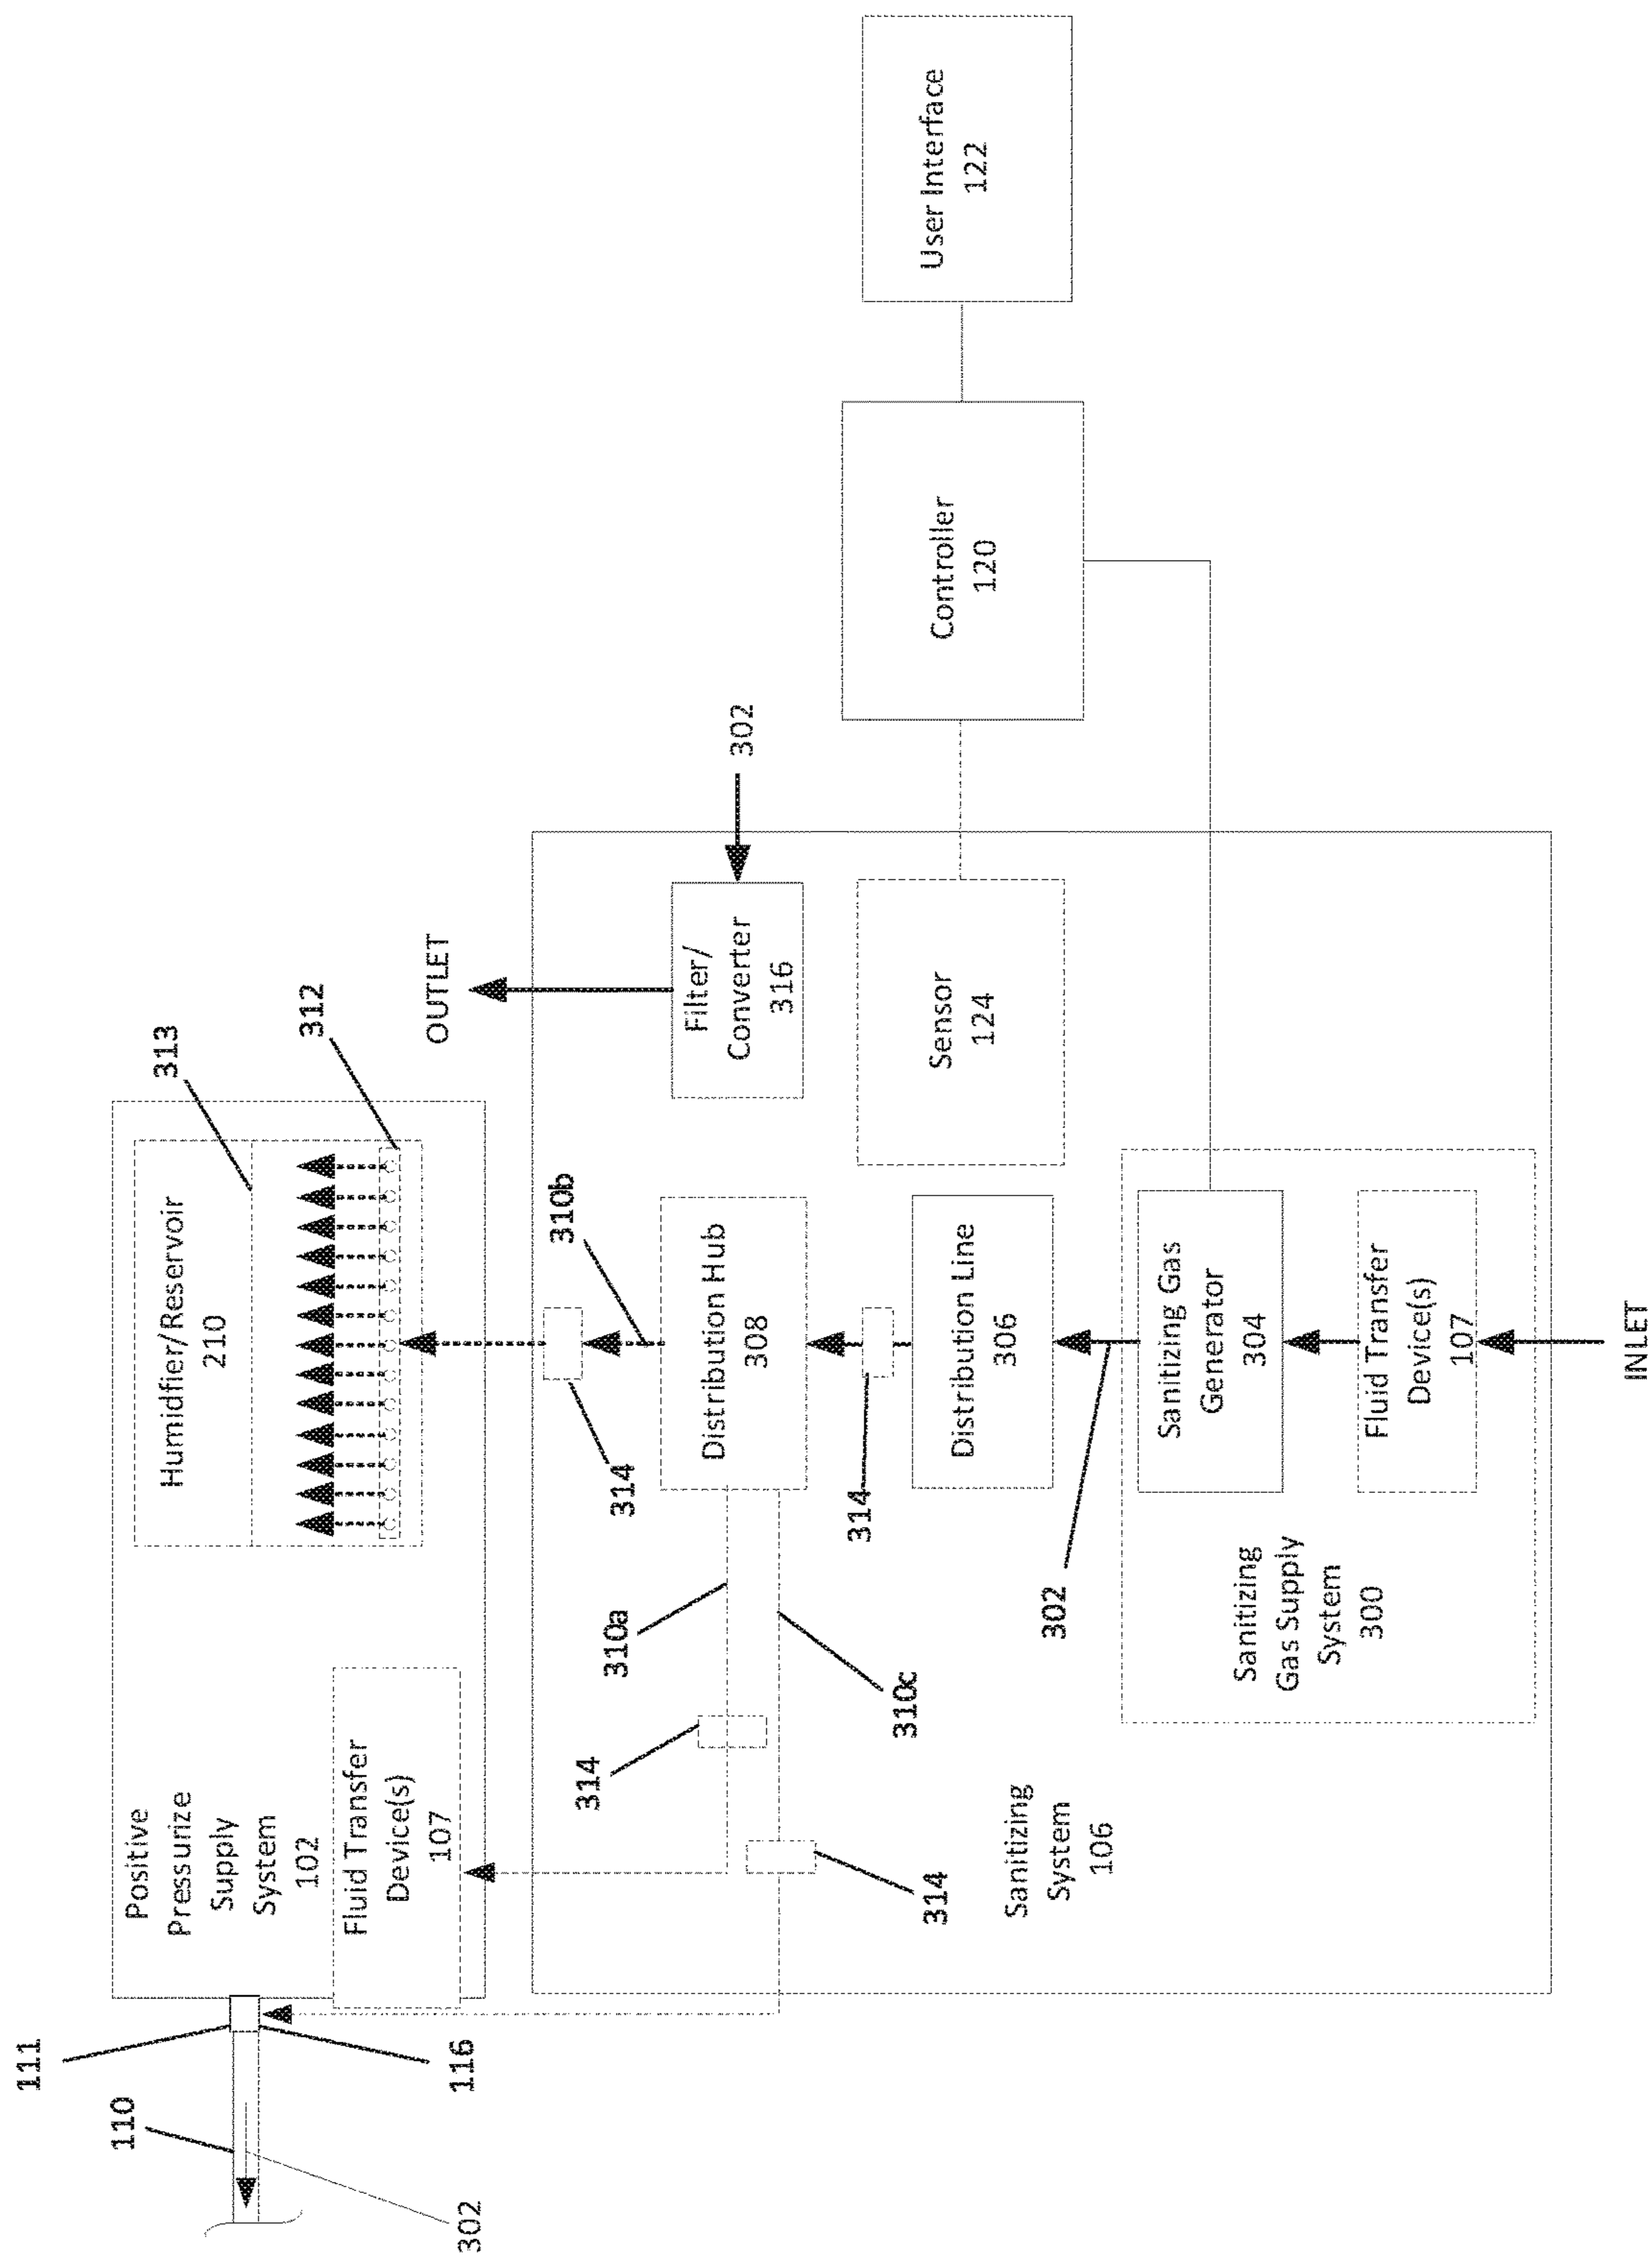 111
110
302
116
Positive
Pressurize
Supply
System
102
Fluid Transfer
Device(s)
107
Humidfier/Reservoir
210
313
312
OUTLET
310b
314
310a
314
Distribution Hub
308
Filter/
Converter
316
302
310c
314
314
Sanitizing
System
106
Distribution Line
306
Sensor
124
Controller
120
User Interface
122
302
Sanitizing Gas
Generator
304
Sanitizing
Gas Supply
System
300
Fluid Transfer
Device(s)
107
INLET